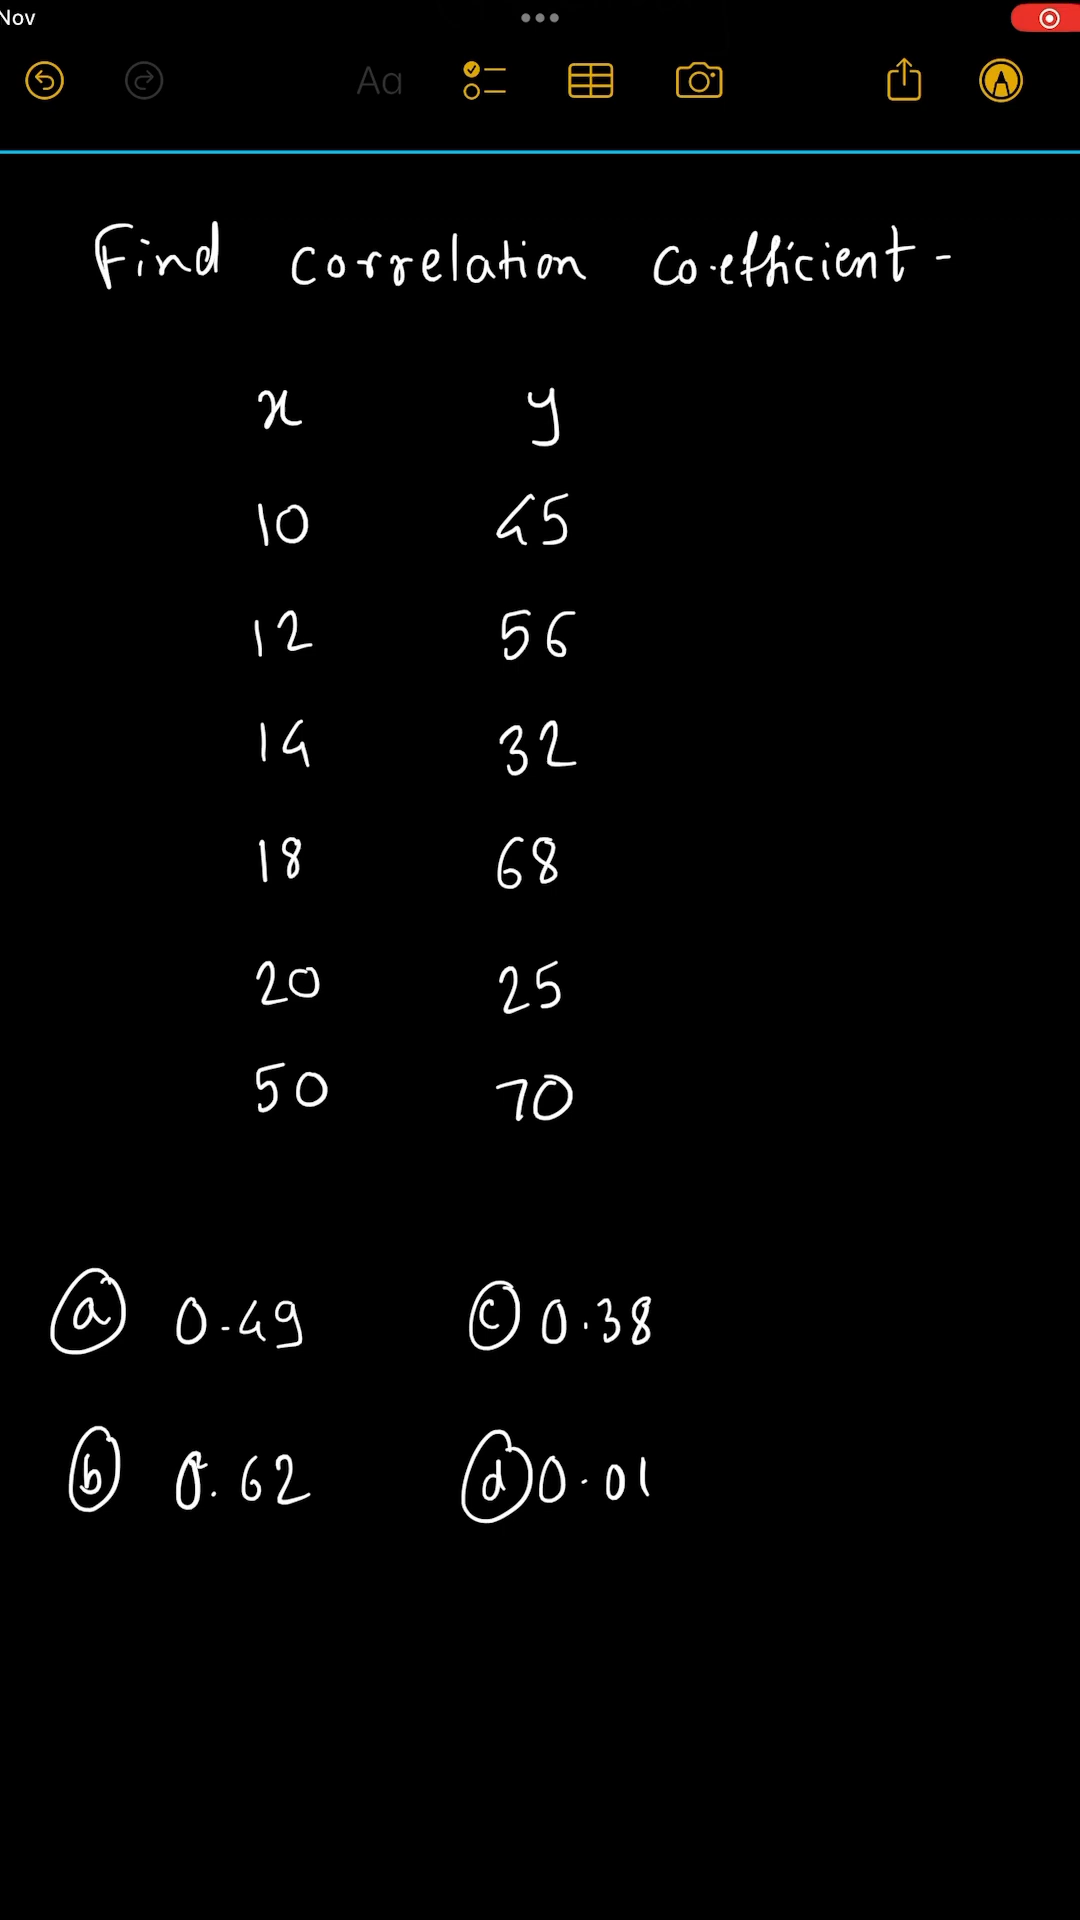 Nov
Aa
Find correlation co.efficient -
x y
10 45
12 56
14 32
18 68
20 25
50 70
a 0.49 c 0.38
b 0.62 d 0.01